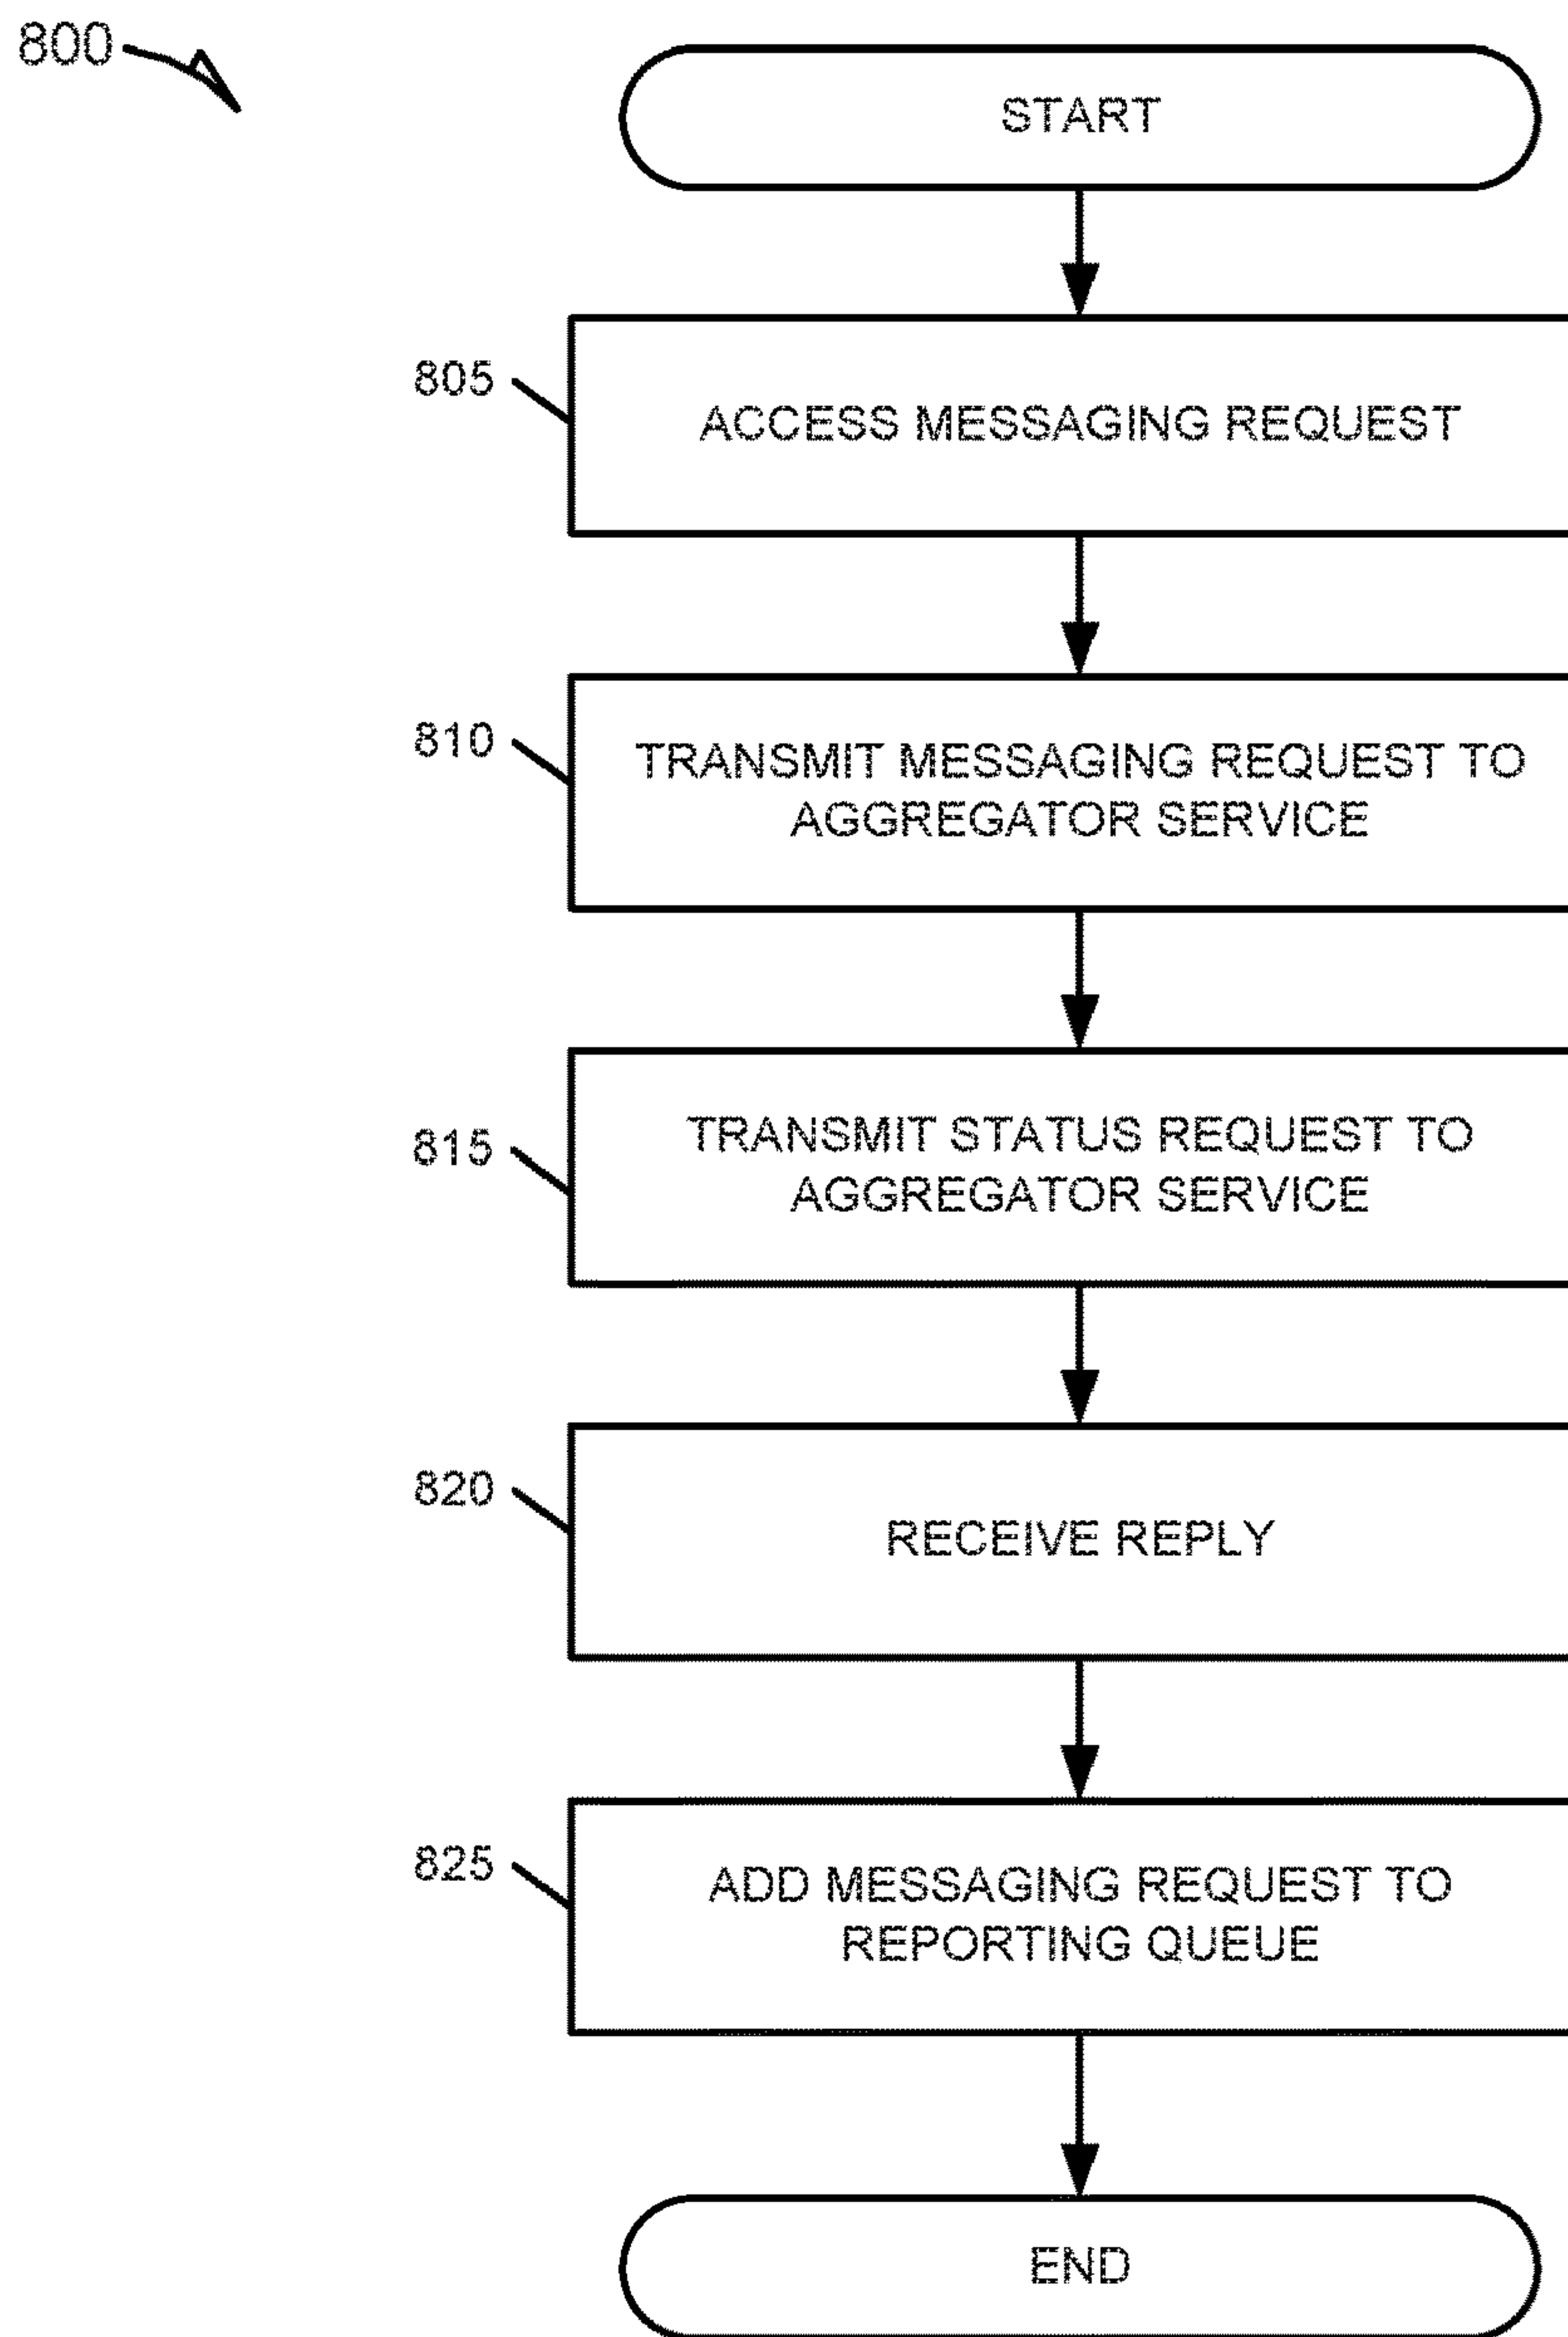 800
START
805
ACCESS MESSAGING REQUEST
810
TRANSMIT MESSAGING REQUEST TO
AGGREGATOR SERVICE
815
TRANSMIT STATUS REQUEST TO
AGGREGATOR SERVICE
820
RECEIVE REPLY
825
ADD MESSAGING REQUEST TO
REPORTING QUEUE
END